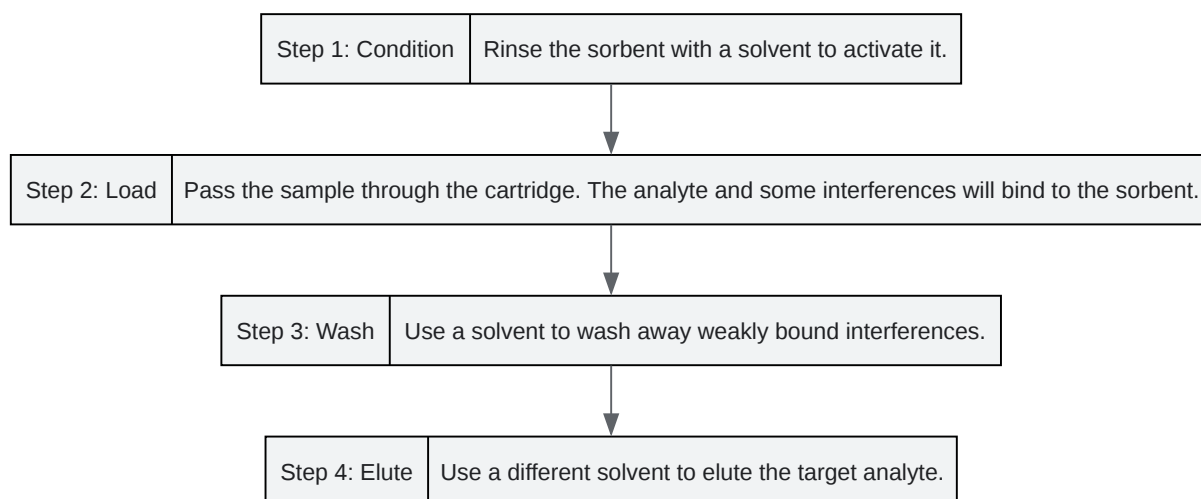 Step 1: Condition
Rinse the sorbent with a solvent to activate it.
Step 2: Load
Pass the sample through the cartridge. The analyte and some interferences will bind to the sorbent.
Step 3: Wash
Use a solvent to wash away weakly bound interferences.
Step 4: Elute
Use a different solvent to elute the target analyte.